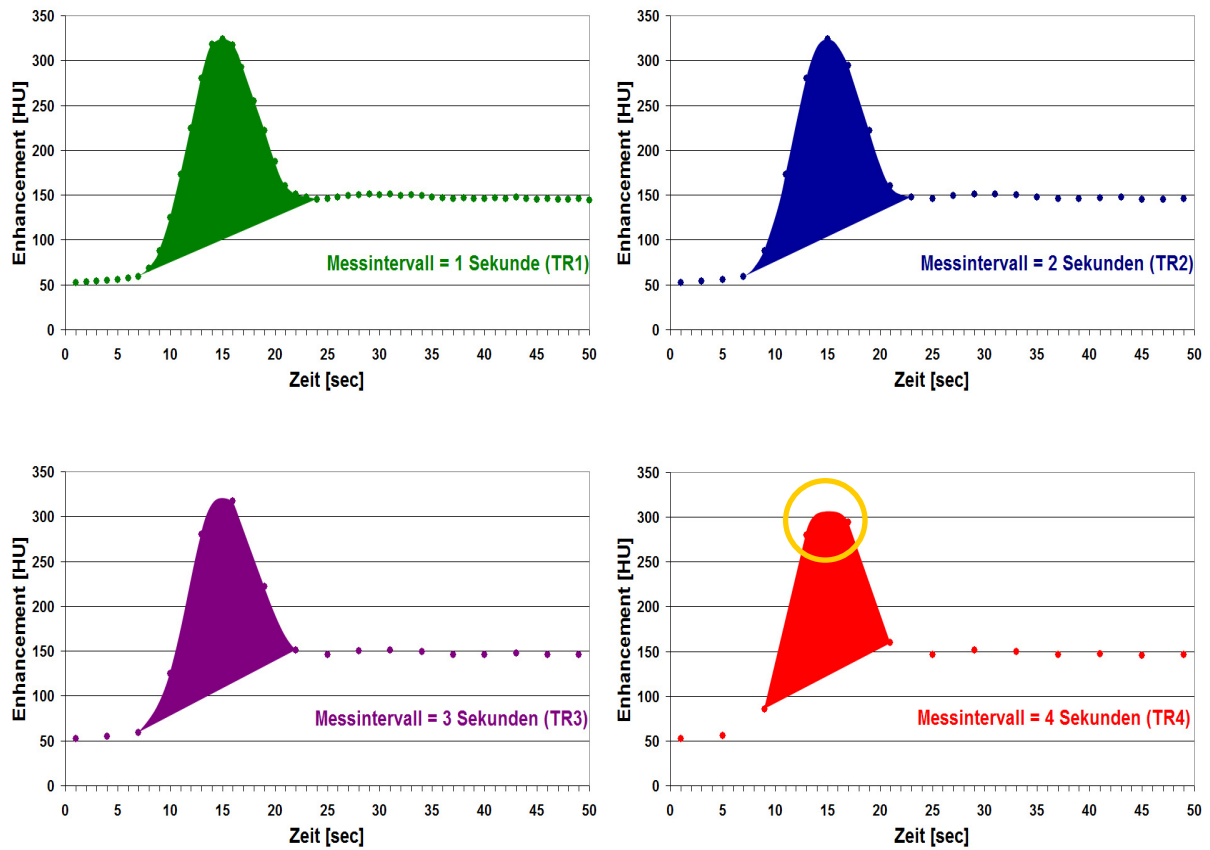 350
300
250
200
150
100
50
0
Enhancement [HU]
0 5 10 15 20 25 30 35 40 45 50
Zeit [sec]
Messintervall = 1 Sekunde (TR1)
350
300
250
200
150
100
50
0
Enhancement [HU]
0 5 10 15 20 25 30 35 40 45 50
Zeit [sec]
Messintervall = 2 Sekunden (TR2)
350
300
250
200
150
100
50
0
Enhancement [HU]
0 5 10 15 20 25 30 35 40 45 50
Zeit [sec]
Messintervall = 3 Sekunden (TR3)
350
300
250
200
150
100
50
0
Enhancement [HU]
0 5 10 15 20 25 30 35 40 45 50
Zeit [sec]
Messintervall = 4 Sekunden (TR4)